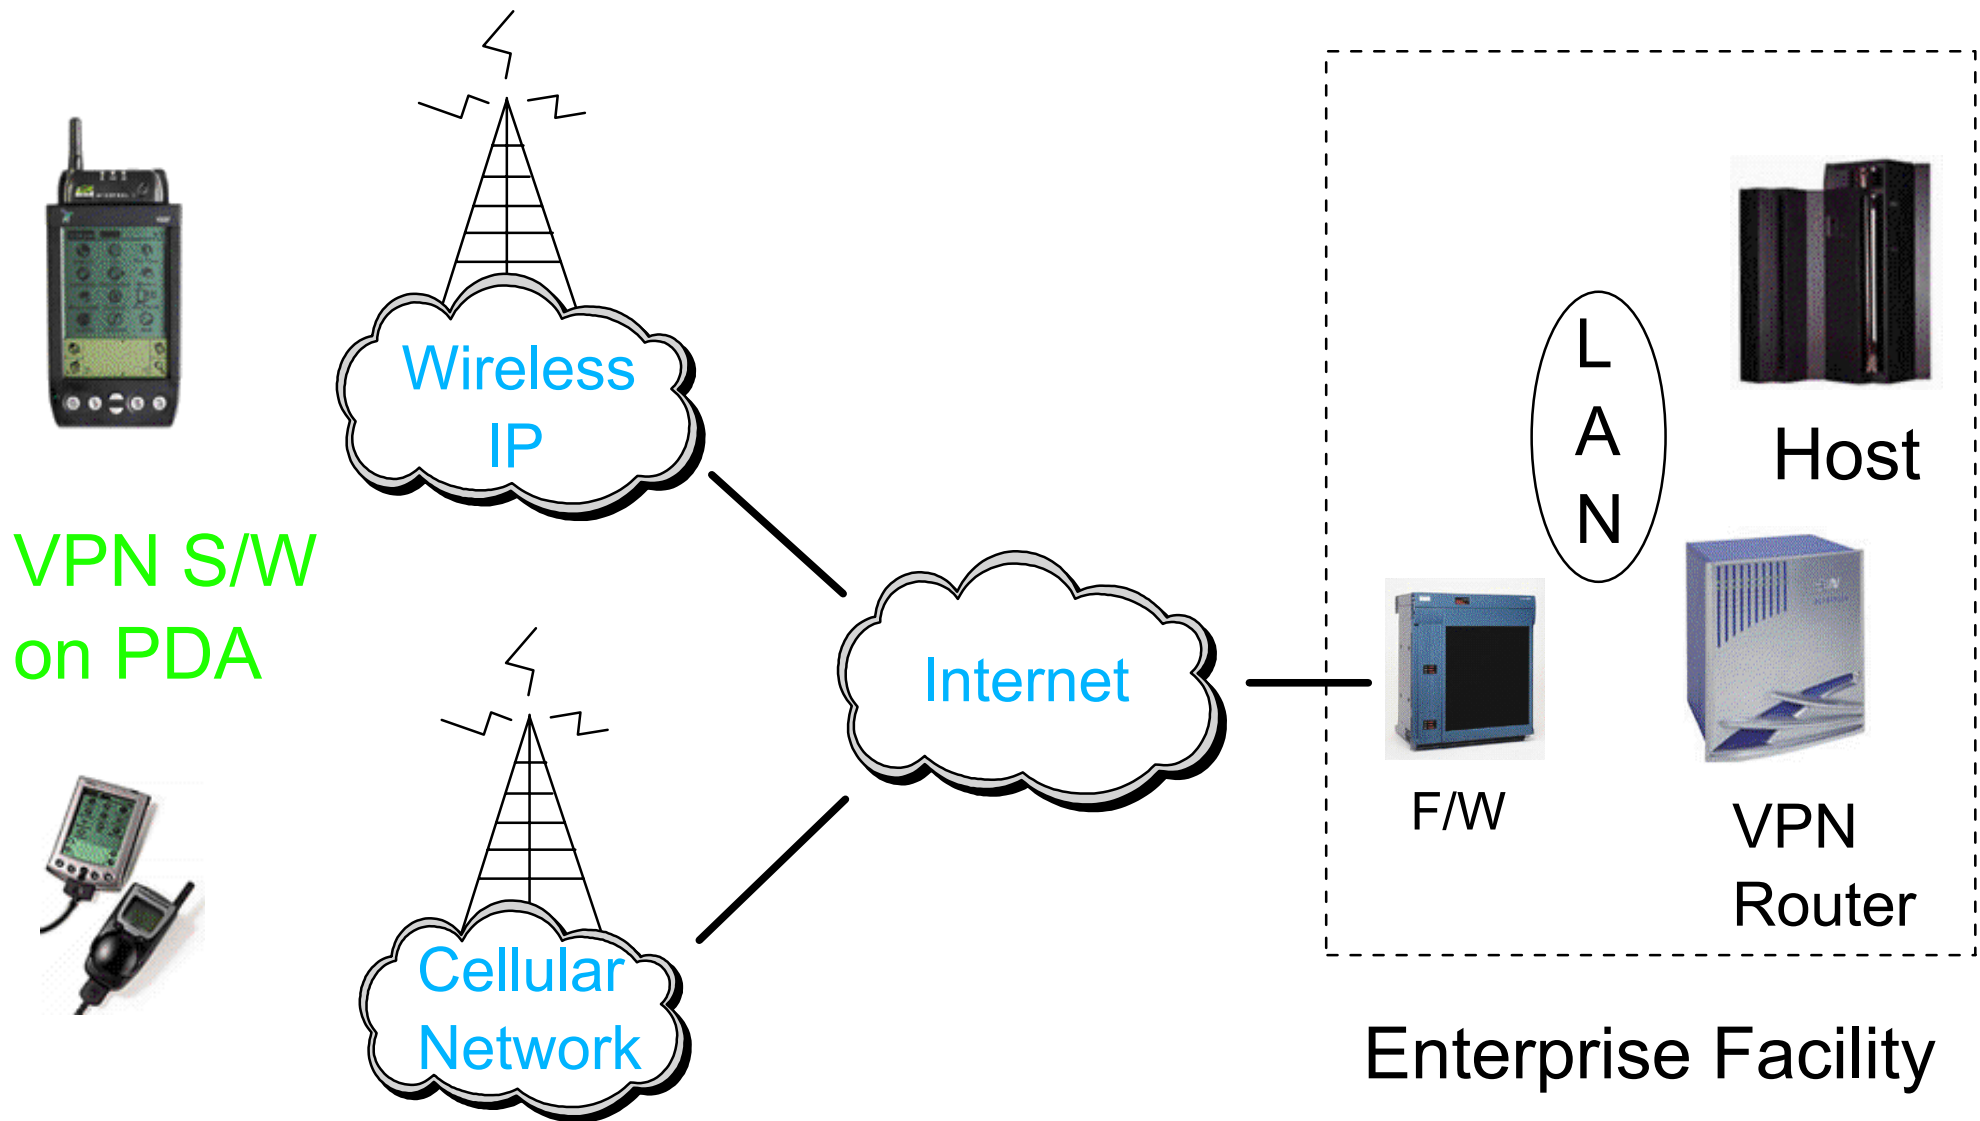 Wireless
IP
VPN S/W
on PDA
Cellular
Network
Internet
L
A
N
Host
F/W
VPN
Router
Enterprise Facility